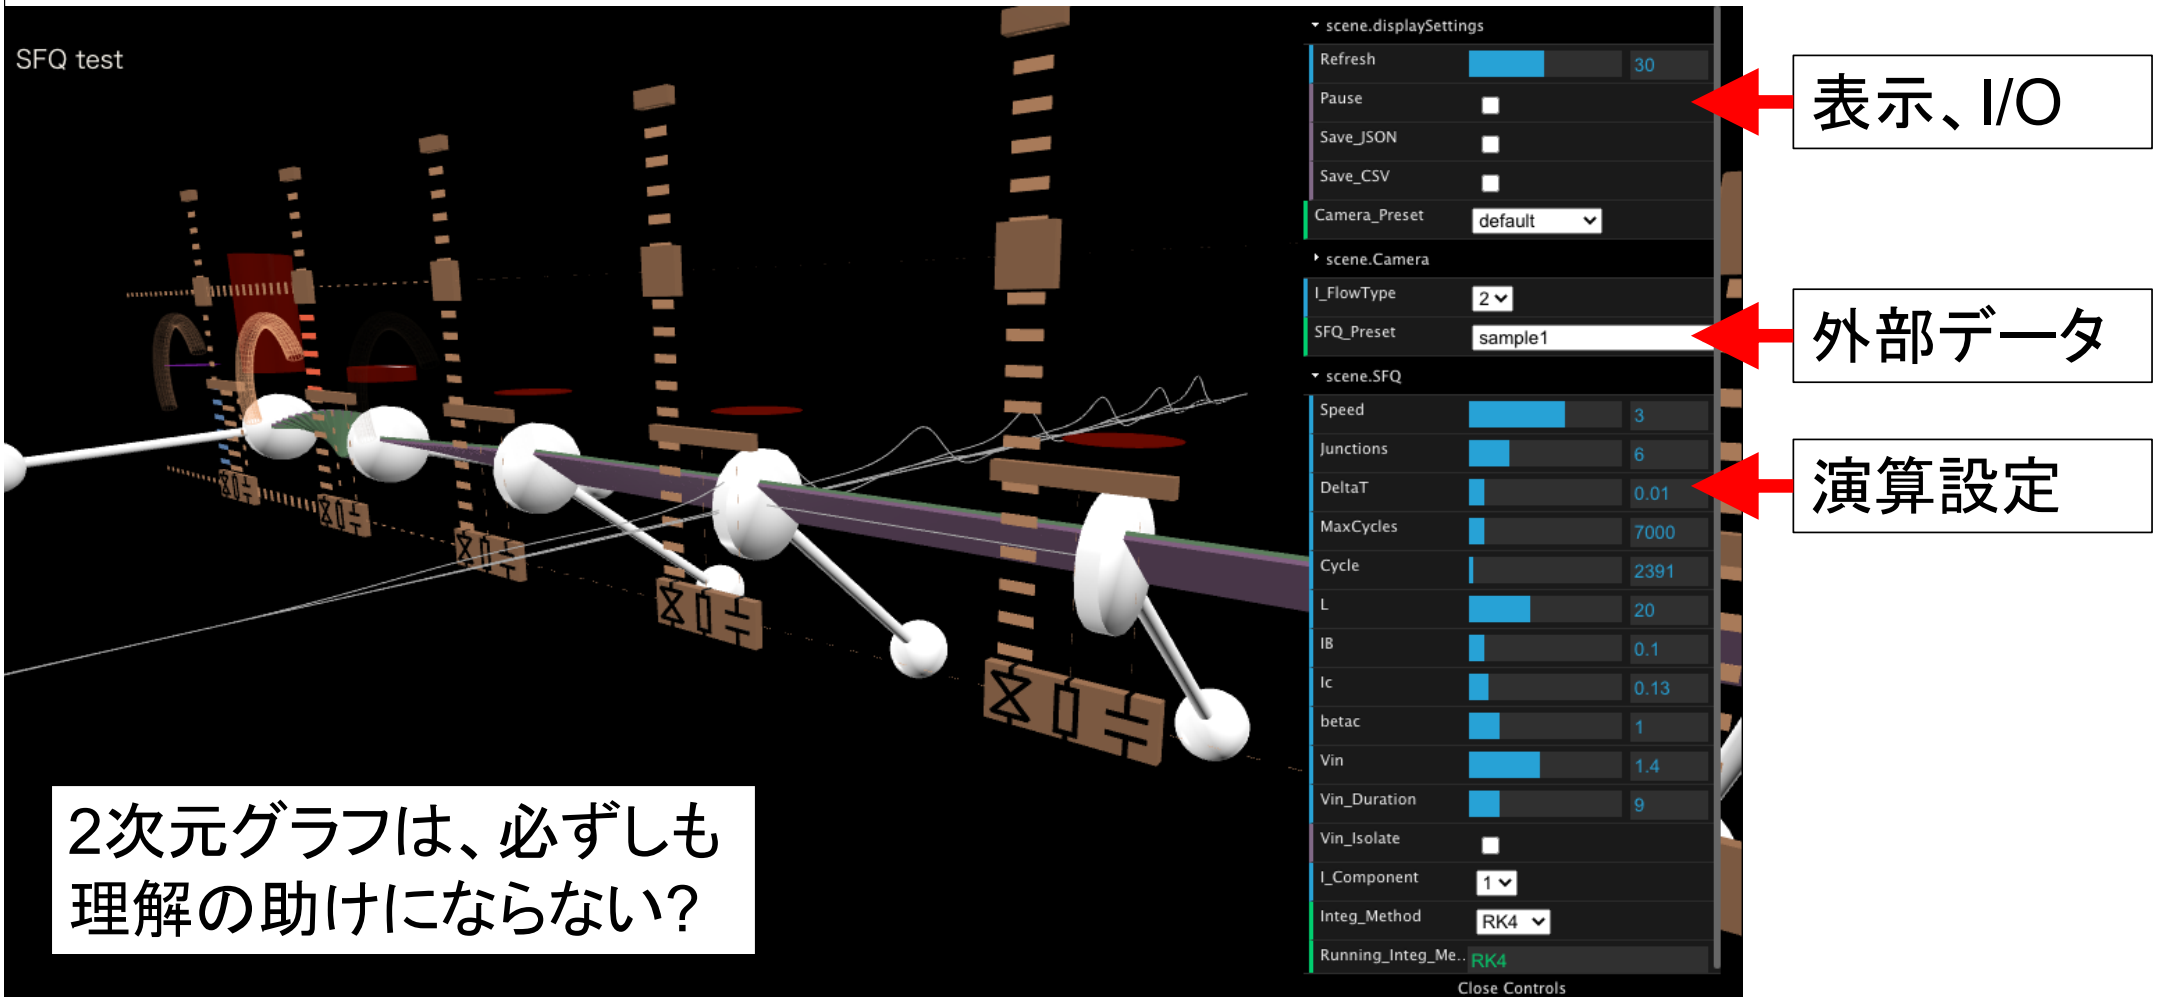 SFQ test
scene.displaySettings
Refresh 30
Pause
Save_JSON
Save_CSV
Camera_Preset default
scene.Camera
I_FlowType 2
SFQ_Preset sample1
scene.SFQ
Speed 3
Junctions 6
DeltaT 0.01
MaxCycles 7000
Cycle 2391
L 20
IB 0.1
Ic 0.13
betac 1
Vin 1.4
Vin_Duration 9
Vin_Isolate
I_Component 1
Integ_Method RK4
Running_Integ_Me.. RK4
Close Controls
表示、I/O
外部データ
演算設定
2次元グラフは、必ずしも
理解の助けにならない?